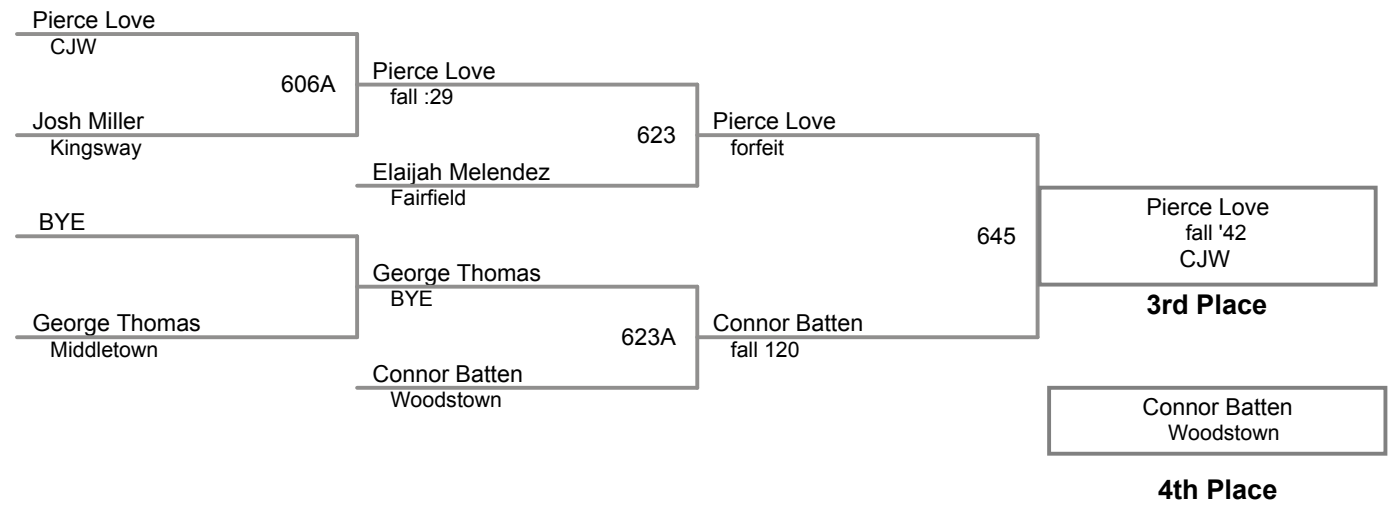 Pierce Love
CJW
606A
Josh Miller
Kingsway
BYE
George Thomas
Middletown
Pierce Love
fall :29
623
Elaijah Melendez
Fairfield
George Thomas
BYE
623A
Connor Batten
Woodstown
Pierce Love
forfeit
645
Connor Batten
fall 120
Pierce Love
fall '42
CJW
3rd Place
Connor Batten
Woodstown
4th Place